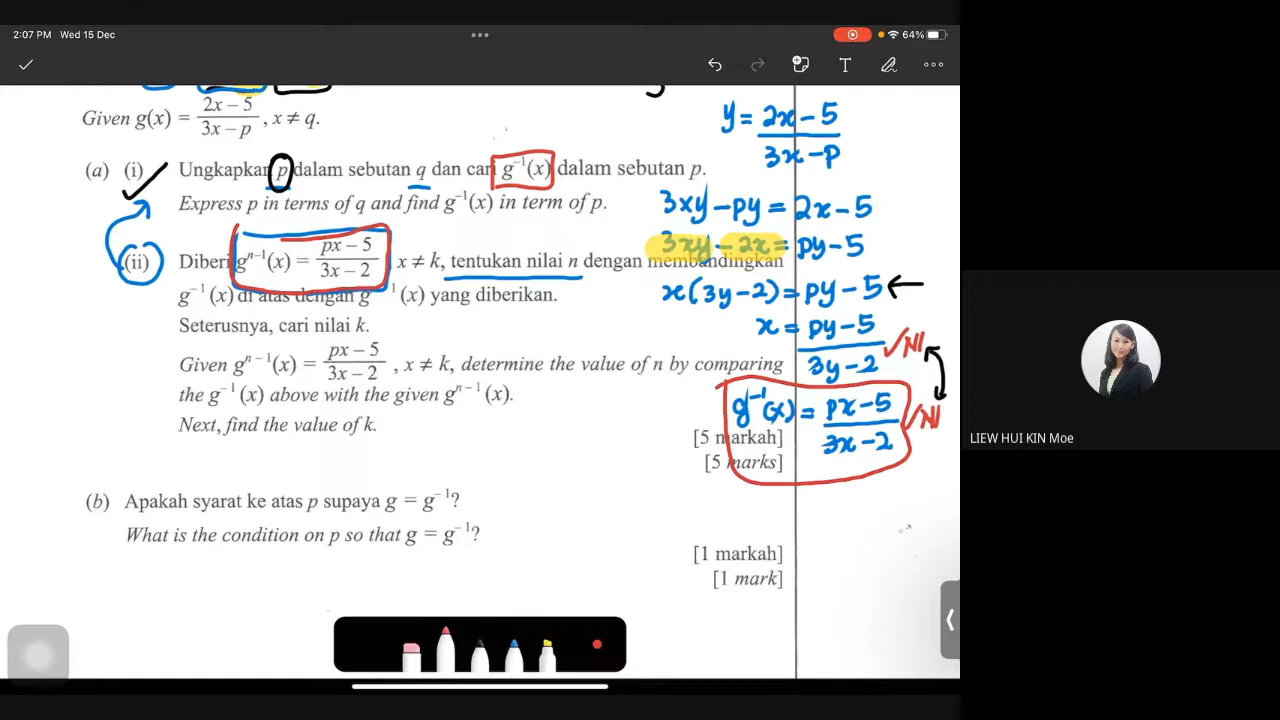 2:07 PM Wed 15 Dec
64%
Given g(x) = 2x – 5 / 3x – p , x ≠ q.
(a) (i) Ungkapkan p dalam sebutan q dan cari g⁻¹(x) dalam sebutan p.
Express p in terms of q and find g⁻¹(x) in term of p.
(ii) Diberi gⁿ⁻¹(x) = px – 5 / 3x – 2 x ≠ k, tentukan nilai n dengan membandingkan
g⁻¹(x) di atas dengan g ⁻¹(x) yang diberikan.
Seterusnya, cari nilai k.
Given gⁿ⁻¹(x) = px – 5 / 3x – 2 , x ≠ k, determine the value of n by comparing
the g⁻¹(x) above with the given gⁿ⁻¹(x).
Next, find the value of k.
[5 markah]
[5 marks]
(b) Apakah syarat ke atas p supaya g = g⁻¹?
What is the condition on p so that g = g⁻¹?
[1 markah]
[1 mark]
y = 2x – 5 / 3x – p
3xy – py = 2x – 5
3xy – 2x = py – 5
x(3y – 2) = py – 5
x = py – 5 / 3y – 2 ✓N1
g⁻¹(x) = px – 5 / 3x – 2 ✓N1
LIEW HUI KIN Moe